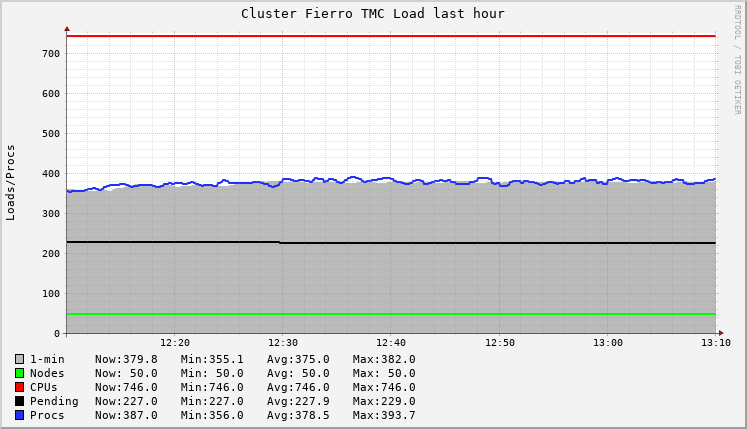 Cluster Fierro TMC Load last hour
RRDTOOL / TOBI OETIKER
Loads/Procs
700
600
500
400
300
200
100
0
12:20 12:30 12:40 12:50 13:00 13:10
1-min Now:379.8 Min:355.1 Avg:375.0 Max:382.0
Nodes Now: 50.0 Min: 50.0 Avg: 50.0 Max: 50.0
CPUs Now:746.0 Min:746.0 Avg:746.0 Max:746.0
Pending Now:227.0 Min:227.0 Avg:227.9 Max:229.0
Procs Now:387.0 Min:356.0 Avg:378.5 Max:393.7